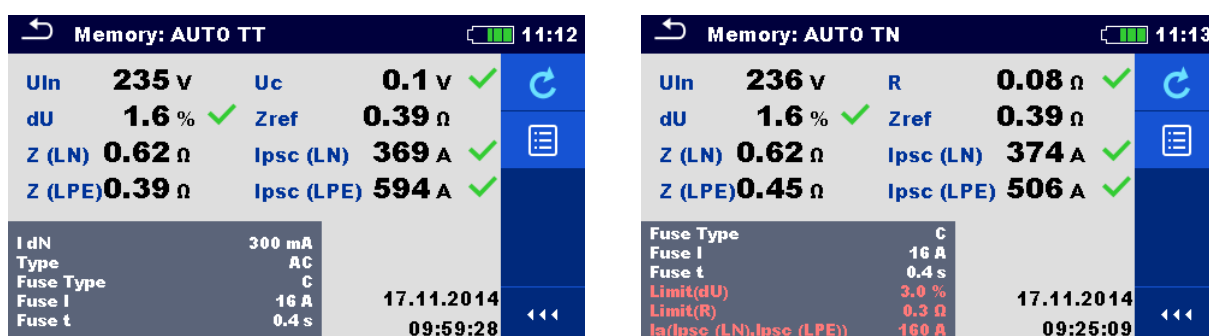 Memory: AUTO TT 11:12
Uln 235 V Uc 0.1 V
dU 1.6 % Zref 0.39 Ω
Z (LN) 0.62 Ω Ipsc (LN) 369 A
Z (LPE) 0.39 Ω Ipsc (LPE) 594 A
I dN 300 mA
Type AC
Fuse Type C
Fuse I 16 A
Fuse t 0.4 s
17.11.2014
09:59:28
Memory: AUTO TN 11:13
Uln 236 V R 0.08 Ω
dU 1.6 % Zref 0.39 Ω
Z (LN) 0.62 Ω Ipsc (LN) 374 A
Z (LPE) 0.45 Ω Ipsc (LPE) 506 A
Fuse Type C
Fuse I 16 A
Fuse t 0.4 s
Limit(dU) 3.0 %
Limit(R) 0.3 Ω
Ia(Ipsc (LN),Ipsc (LPE)) 160 A
17.11.2014
09:25:09